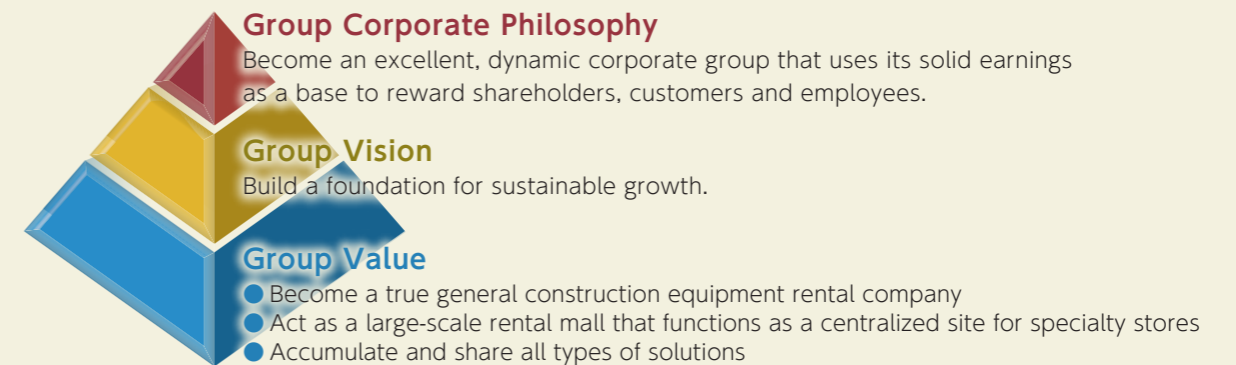 Group Corporate Philosophy
Become an excellent, dynamic corporate group that uses its solid earnings
as a base to reward shareholders, customers and employees.
Group Vision
Build a foundation for sustainable growth.
Group Value
● Become a true general construction equipment rental company
● Act as a large-scale rental mall that functions as a centralized site for specialty stores
● Accumulate and share all types of solutions